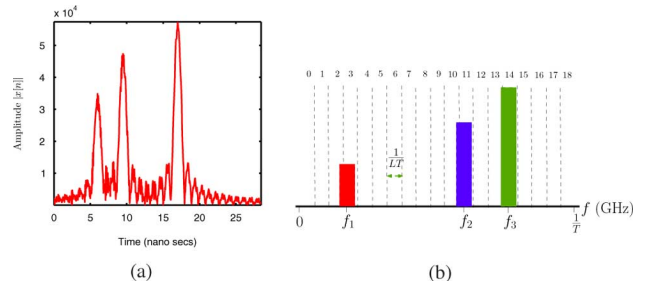 x 10⁴
5
4
3
2
1
Amplitude |x[n]|
0 5 10 15 20 25
Time (nano secs)
(a)
0 1 2 3 4 5 6 7 8 9 10 11 12 13 14 15 16 17 18
1/LT
0 f₁ f₂ f₃ 1/T
f (GHz)
(b)